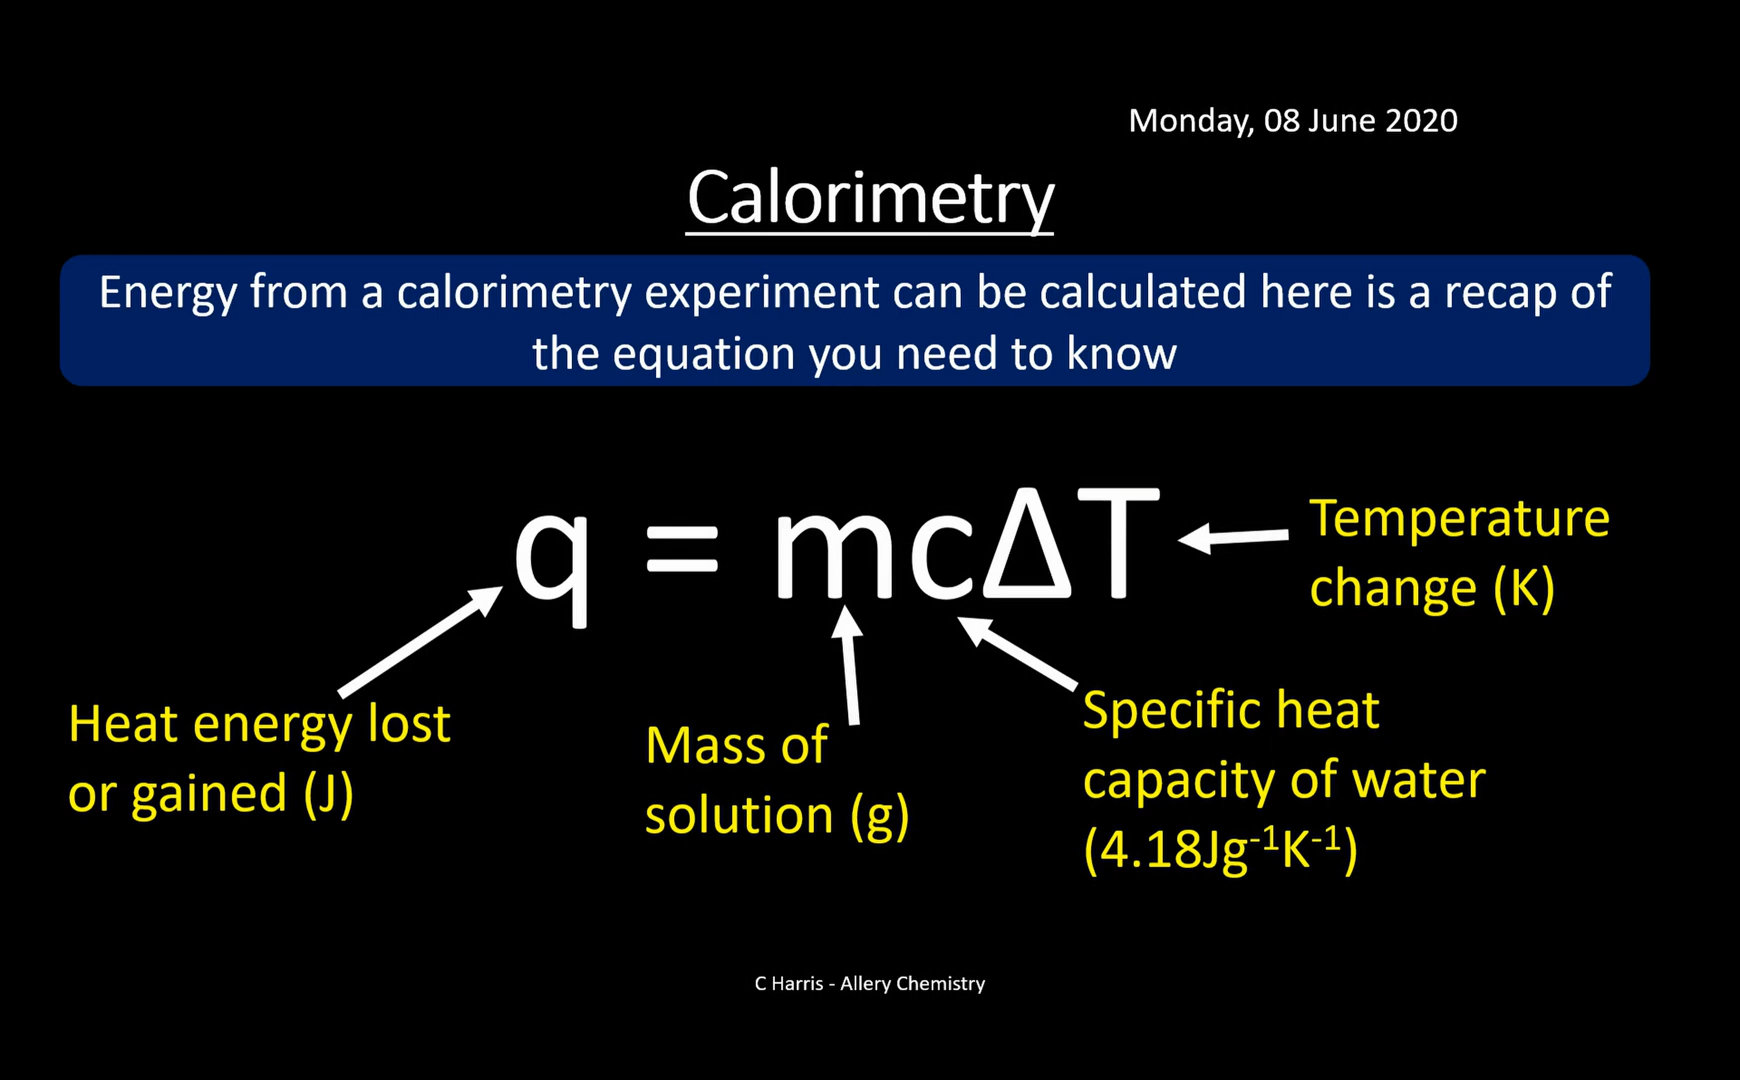 Monday, 08 June 2020
Calorimetry
Energy from a calorimetry experiment can be calculated here is a recap of
the equation you need to know
q = mcΔT
Temperature
change (K)
Heat energy lost
or gained (J)
Mass of
solution (g)
Specific heat
capacity of water
(4.18Jg⁻¹K⁻¹)
C Harris - Allery Chemistry